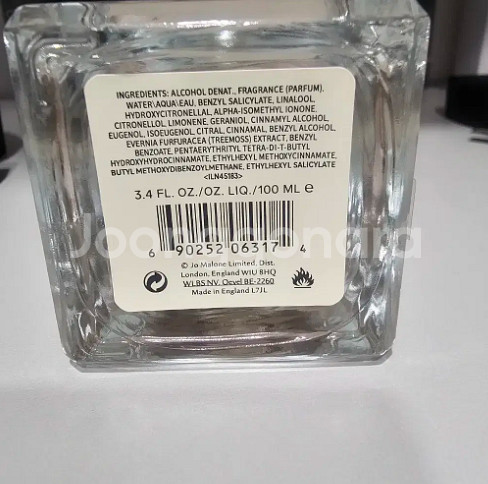 INGREDIENTS: ALCOHOL DENAT., FRAGRANCE (PARFUM),
WATER\AQUA\EAU, BENZYL SALICYLATE, LINALOOL,
HYDROXYCITRONELLAL, ALPHA-ISOMETHYL IONONE,
CITRONELLOL LIMONENE, GERANIOL, CINNAMYL ALCOHOL,
EUGENOL, ISOEUGENOL, CITRAL, CINNAMAL, BENZYL ALCOHOL,
EVERNIA FURFURACEA (TREEMOSS) EXTRACT, BENZYL
BENZOATE, PENTAERYTHRITYL TETRA-DI-T-BUTYL
HYDROXYHYDROCINNAMATE, ETHYLHEXYL METHOXYCINNAMATE,
BUTYL METHOXYDIBENZOYLMETHANE, ETHYLHEXYL SALICYLATE
<ILN45183>
3.4 FL. OZ./OZ. LIQ./100 ML e
6 90252 06317 4
© Jo Malone Limited, Dist.
London, England W1U 8HQ
WLBS NV. Oevel BE-2260
Made in England L7JL